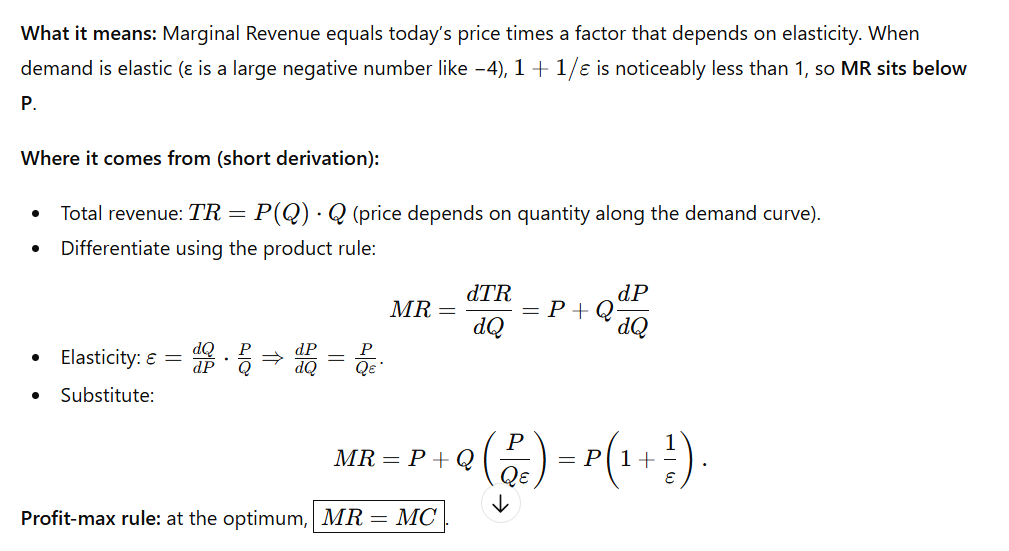 What it means: Marginal Revenue equals today's price times a factor that depends on elasticity. When
demand is elastic (ε is a large negative number like −4), 1 + 1/ε is noticeably less than 1, so MR sits below
P.
Where it comes from (short derivation):
• Total revenue: TR = P(Q) · Q (price depends on quantity along the demand curve).
• Differentiate using the product rule:
MR = dTR/dQ = P + Q dP/dQ
• Elasticity: ε = dQ/dP · P/Q ⇒ dP/dQ = P/Qε.
• Substitute:
MR = P + Q (P/Qε) = P(1 + 1/ε).
Profit-max rule: at the optimum, MR = MC.